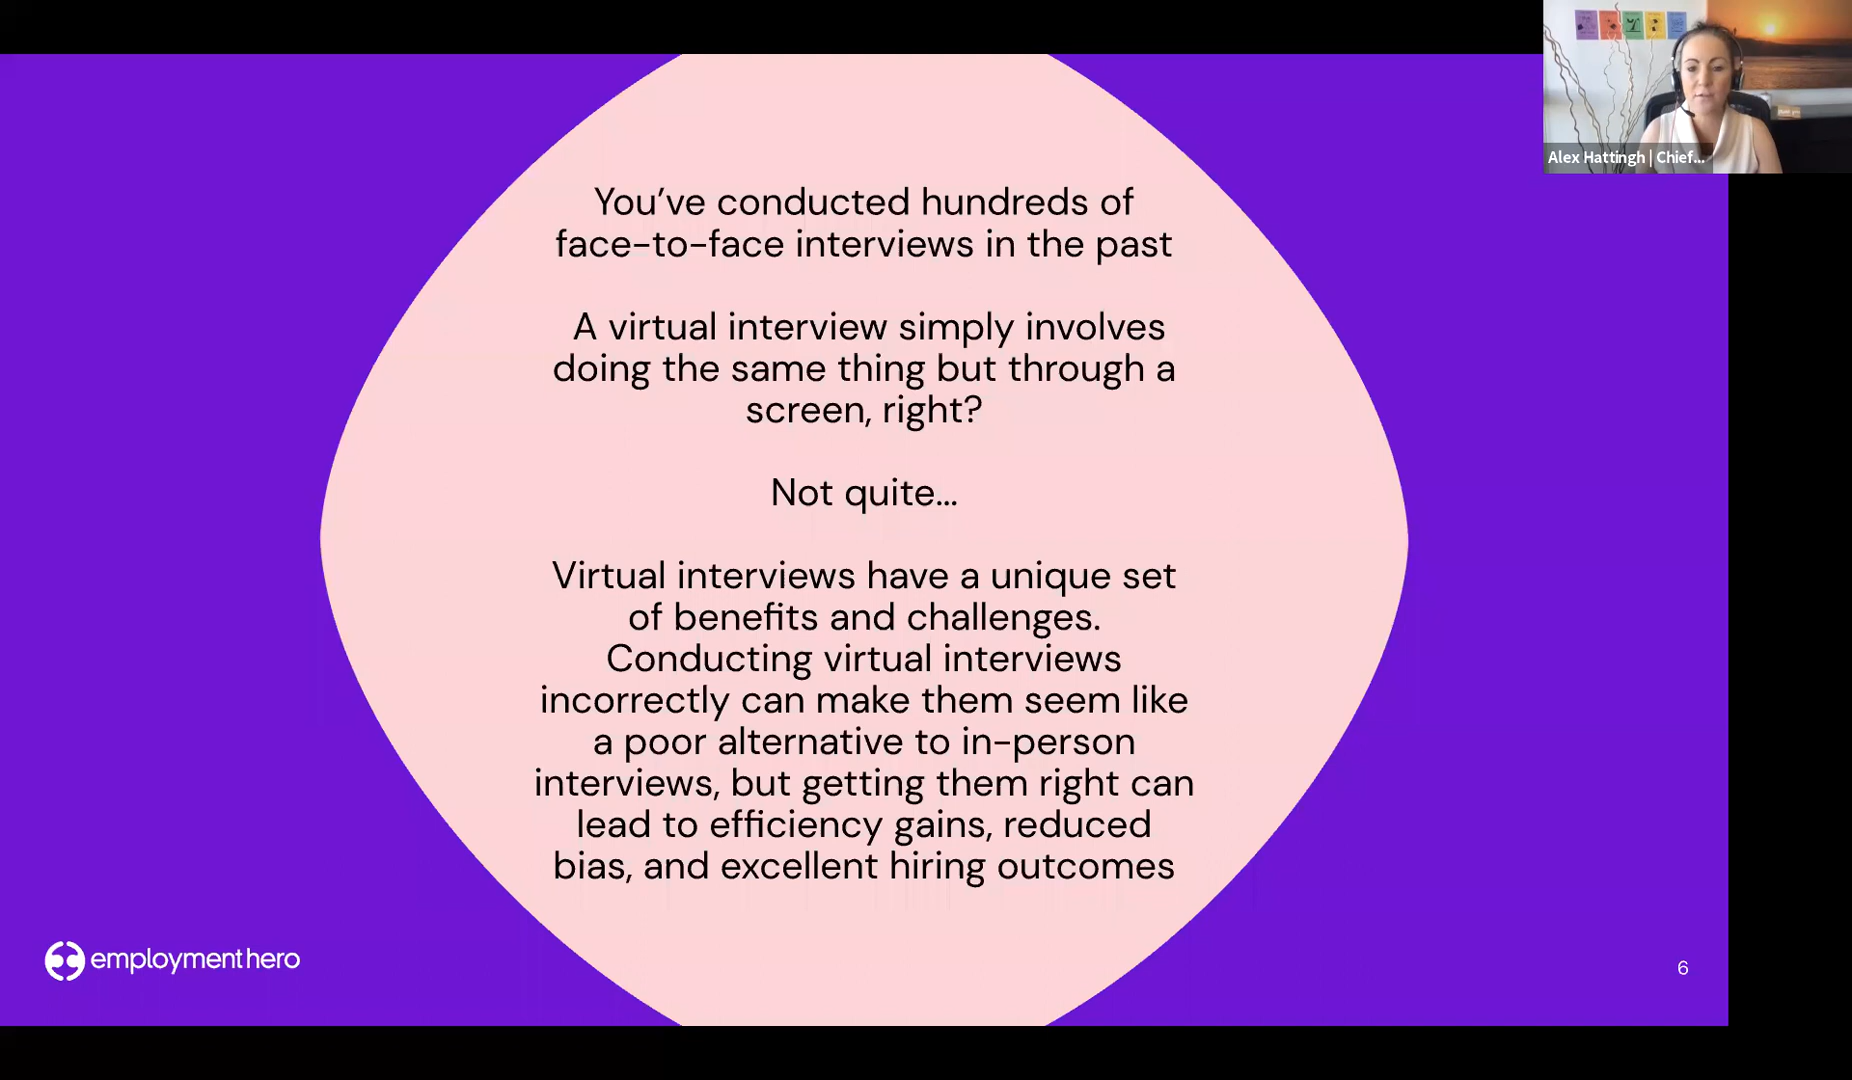 Alex Hattingh | Chief...
You’ve conducted hundreds of
face-to-face interviews in the past
A virtual interview simply involves
doing the same thing but through a
screen, right?
Not quite...
Virtual interviews have a unique set
of benefits and challenges.
Conducting virtual interviews
incorrectly can make them seem like
a poor alternative to in-person
interviews, but getting them right can
lead to efficiency gains, reduced
bias, and excellent hiring outcomes
employmenthero
6